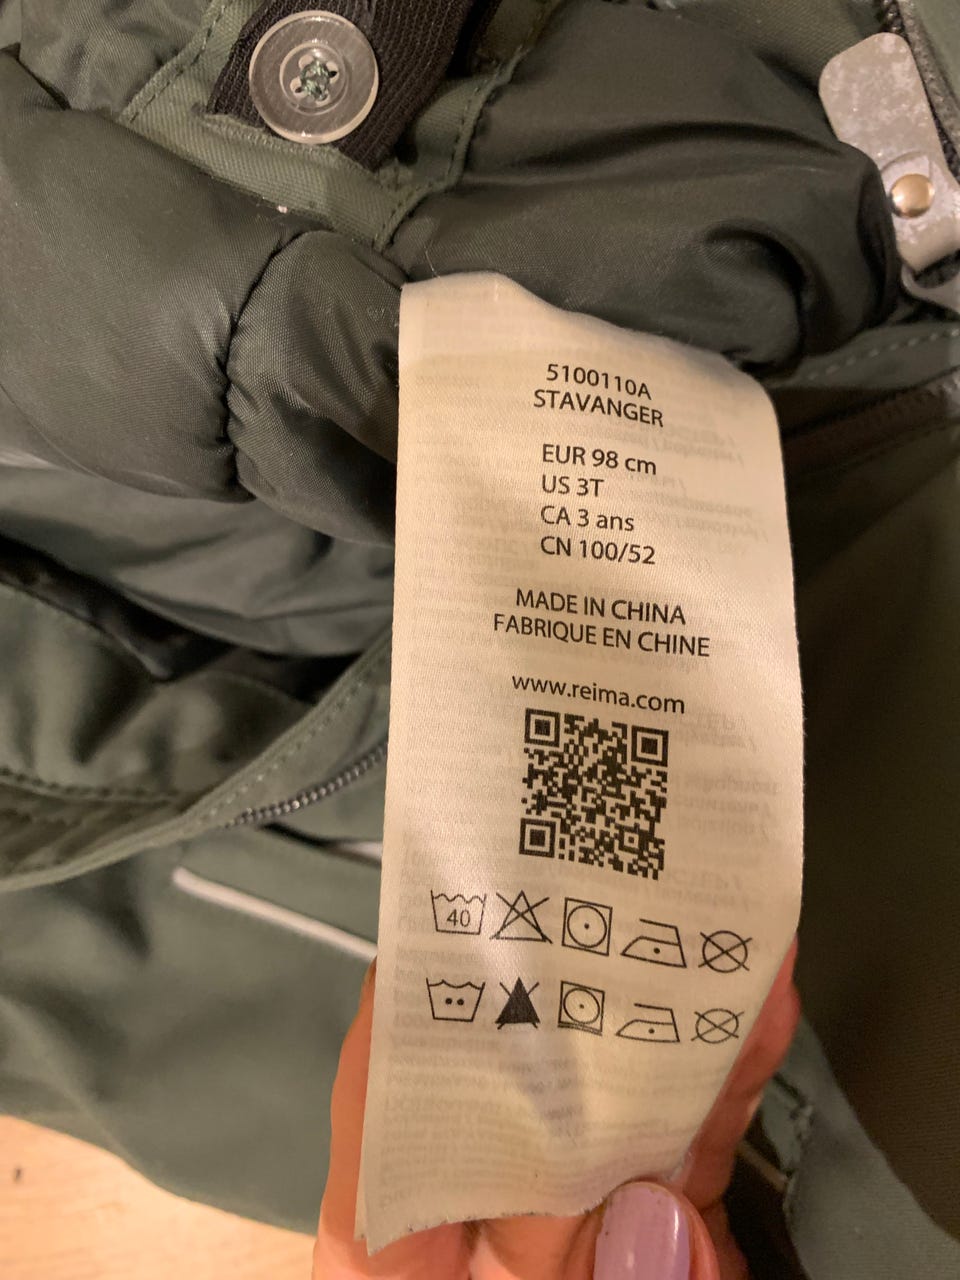 5100110A
STAVANGER
EUR 98 cm
US 3T
CA 3 ans
CN 100/52
MADE IN CHINA
FABRIQUE EN CHINE
www.reima.com
40